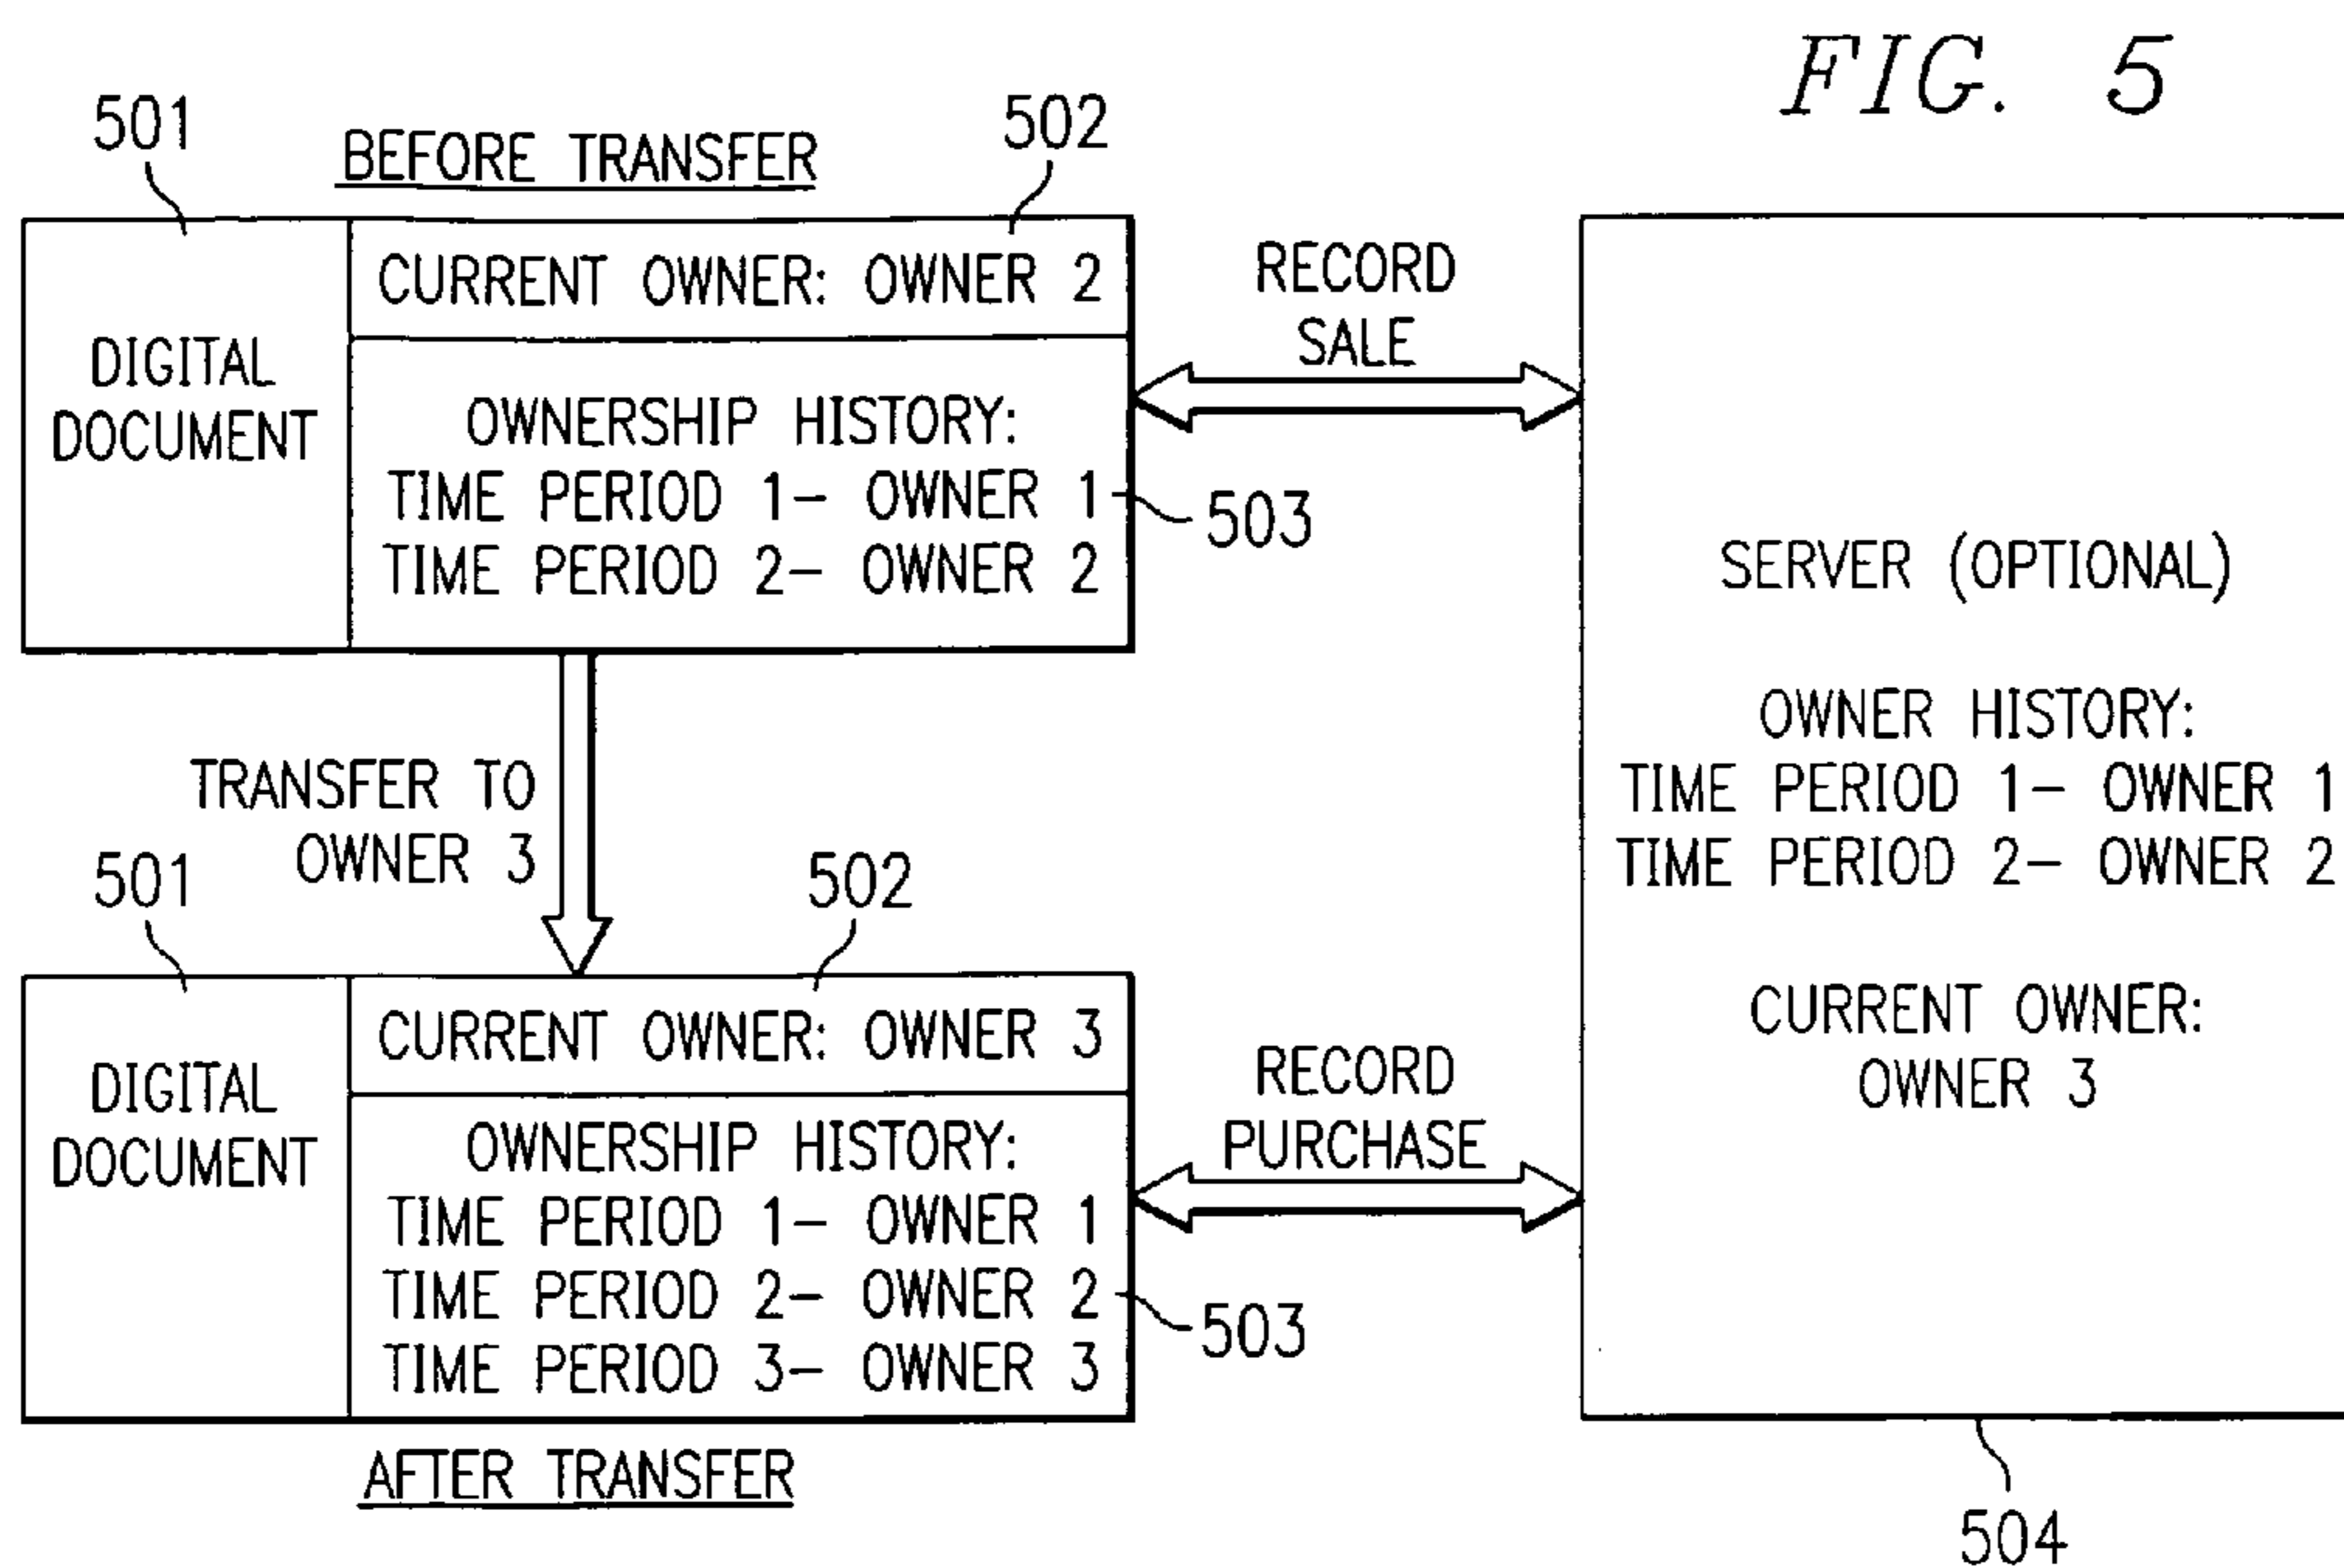 FIG. 5
501
BEFORE TRANSFER
502
DIGITAL
DOCUMENT
CURRENT OWNER: OWNER 2
OWNERSHIP HISTORY:
TIME PERIOD 1- OWNER 1
TIME PERIOD 2- OWNER 2
503
RECORD
SALE
TRANSFER TO
OWNER 3
501
502
DIGITAL
DOCUMENT
CURRENT OWNER: OWNER 3
OWNERSHIP HISTORY:
TIME PERIOD 1- OWNER 1
TIME PERIOD 2- OWNER 2
TIME PERIOD 3- OWNER 3
503
AFTER TRANSFER
RECORD
PURCHASE
SERVER (OPTIONAL)
OWNER HISTORY:
TIME PERIOD 1- OWNER 1
TIME PERIOD 2- OWNER 2
CURRENT OWNER:
OWNER 3
504